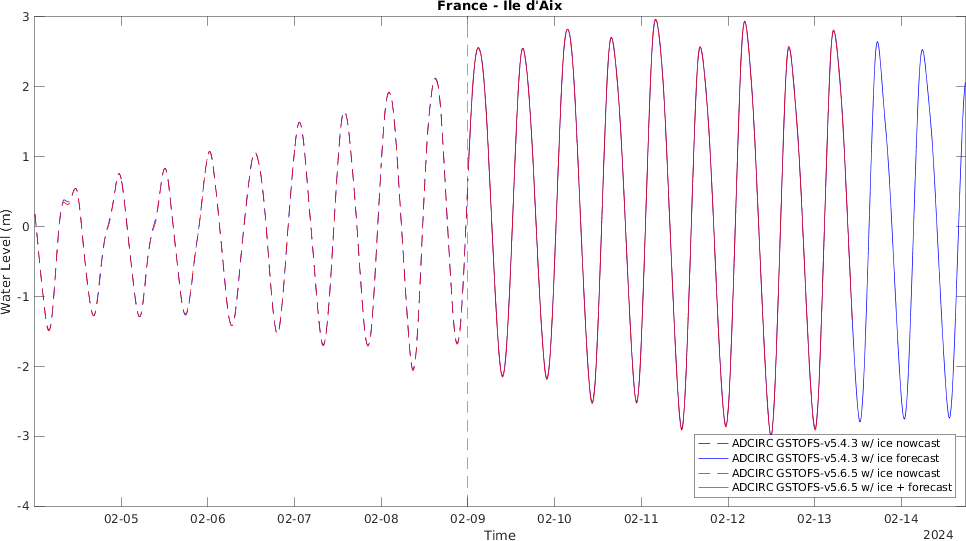 France - Ile d'Aix
Water Level (m)
3
2
1
0
-1
-2
-3
-4
02-05 02-06 02-07 02-08 02-09 02-10 02-11 02-12 02-13 02-14
Time
2024
ADCIRC GSTOFS-v5.4.3 w/ ice nowcast
ADCIRC GSTOFS-v5.4.3 w/ ice forecast
ADCIRC GSTOFS-v5.6.5 w/ ice nowcast
ADCIRC GSTOFS-v5.6.5 w/ ice + forecast